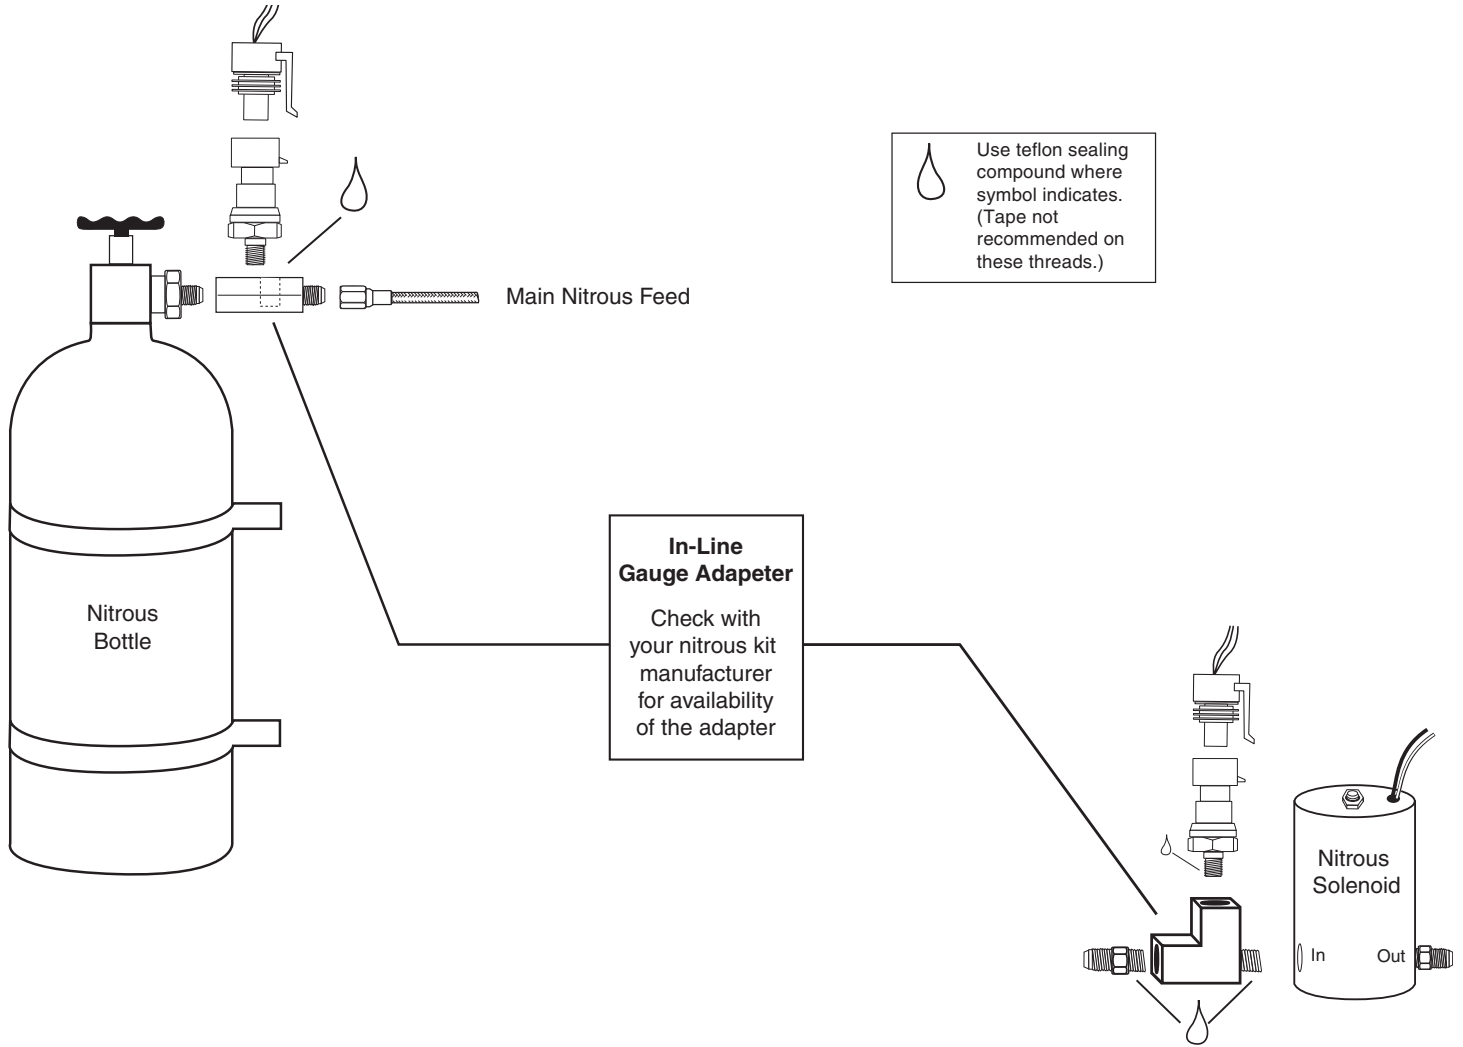 Use teflon sealing
compound where
symbol indicates.
(Tape not
recommended on
these threads.)
Main Nitrous Feed
In-Line
Gauge Adapeter
Check with
your nitrous kit
manufacturer
for availability
of the adapter
Nitrous
Bottle
Nitrous
Solenoid
In
Out